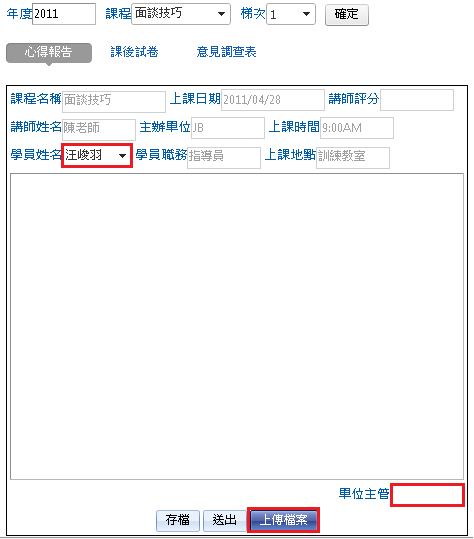 年度 2011 課程 面談技巧 梯次 1 確定
心得報告 課後試卷 意見調查表
課程名稱 面談技巧 上課日期 2011/04/28 講師評分
講師姓名 陳老師 主辦單位 JB 上課時間 9:00AM
學員姓名 汪峻羽 學員職務 指導員 上課地點 訓練教室
單位主管
存檔 送出 上傳檔案